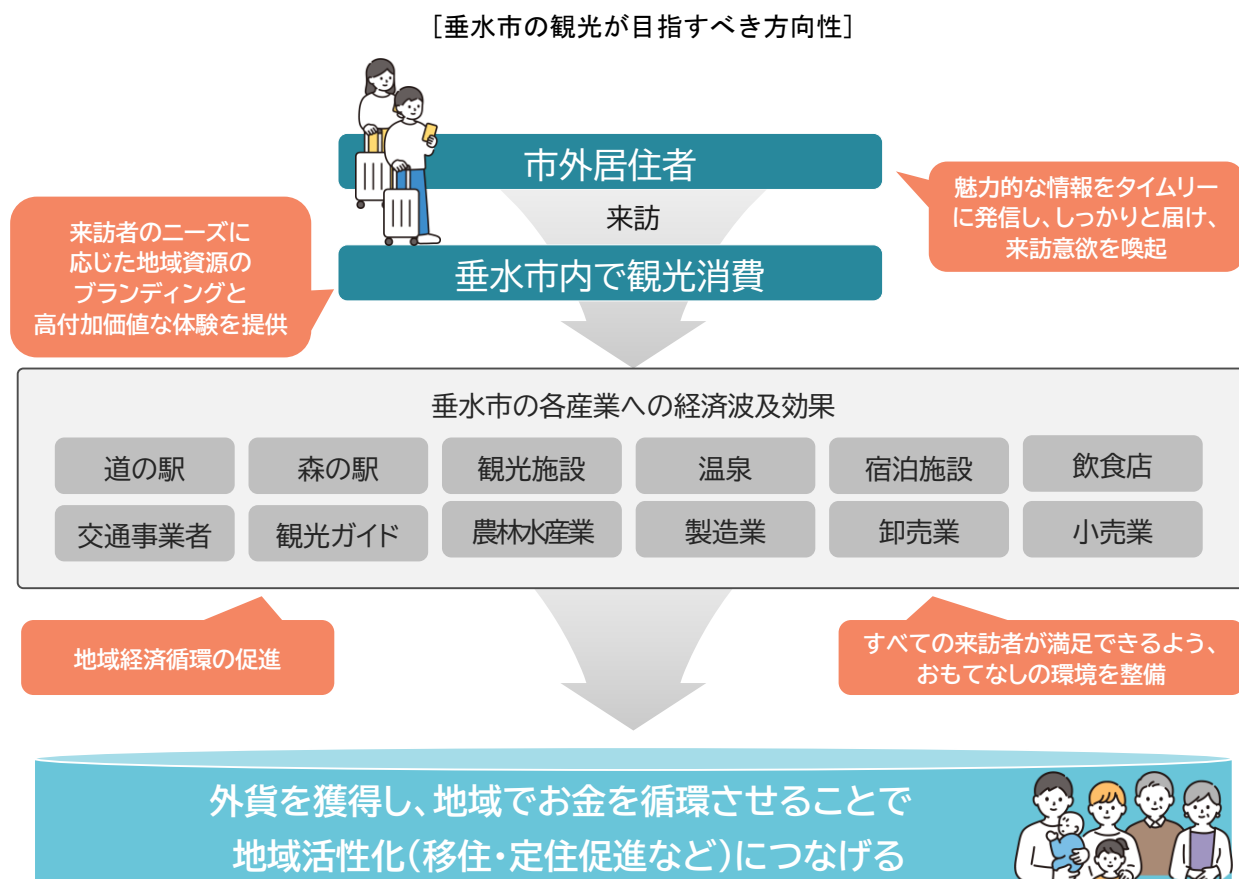 [垂水市の観光が目指すべき方向性]
市外居住者
魅力的な情報をタイムリー
に発信し、しっかりと届け、
来訪意欲を喚起
来訪
来訪者のニーズに
応じた地域資源の
ブランディングと
高付加価値な体験を提供
垂水市内で観光消費
垂水市の各産業への経済波及効果
道の駅 森の駅 観光施設 温泉 宿泊施設 飲食店
交通事業者 観光ガイド 農林水産業 製造業 卸売業 小売業
地域経済循環の促進
すべての来訪者が満足できるよう、
おもてなしの環境を整備
外貨を獲得し、地域でお金を循環させることで
地域活性化(移住・定住促進など)につなげる